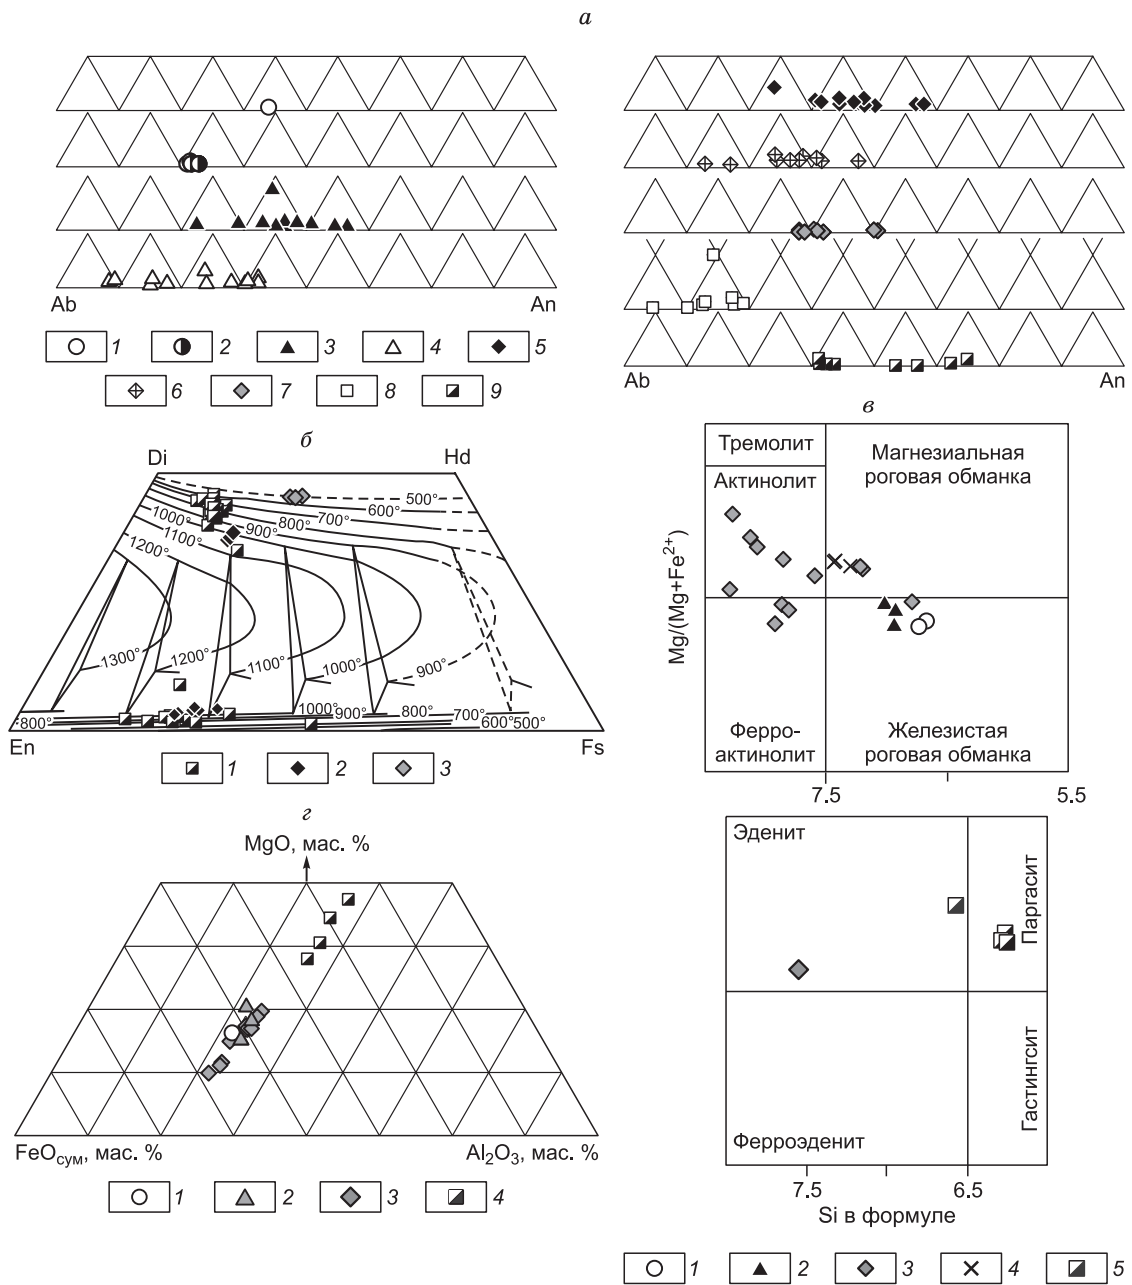 а
Ab An
1 2 3 4 5
6 7 8 9
Ab An
б
Di Hd
500°
600°
700°
800°
900°
1000°
1100°
1200°
1300° 1200° 1100° 1000° 900°
800° 1000° 900° 800° 700° 600° 500°
En Fs
1 2 3
в
Тремолит
Актинолит
Магнезиальная
роговая обманка
Mg/(Mg+Fe²⁺)
Ферро-
актинолит
Железистая
роговая обманка
7.5 5.5
г
MgO, мас. %
FeOсум, мас. % Al₂O₃, мас. %
1 2 3 4
Эденит
Паргасит
Ферроэденит
Гастингсит
7.5 6.5
Si в формуле
1 2 3 4 5